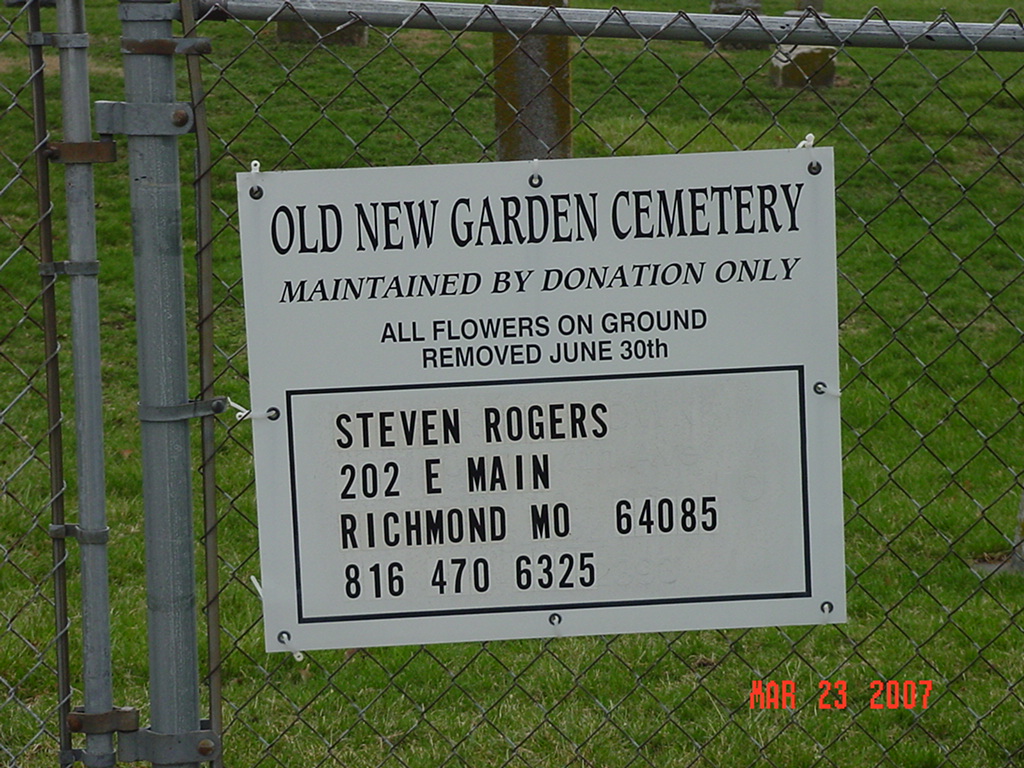 OLD NEW GARDEN CEMETERY
MAINTAINED BY DONATION ONLY
ALL FLOWERS ON GROUND
REMOVED JUNE 30th
STEVEN ROGERS
202 E MAIN
RICHMOND MO 64085
816 470 6325
MAR 23 2007